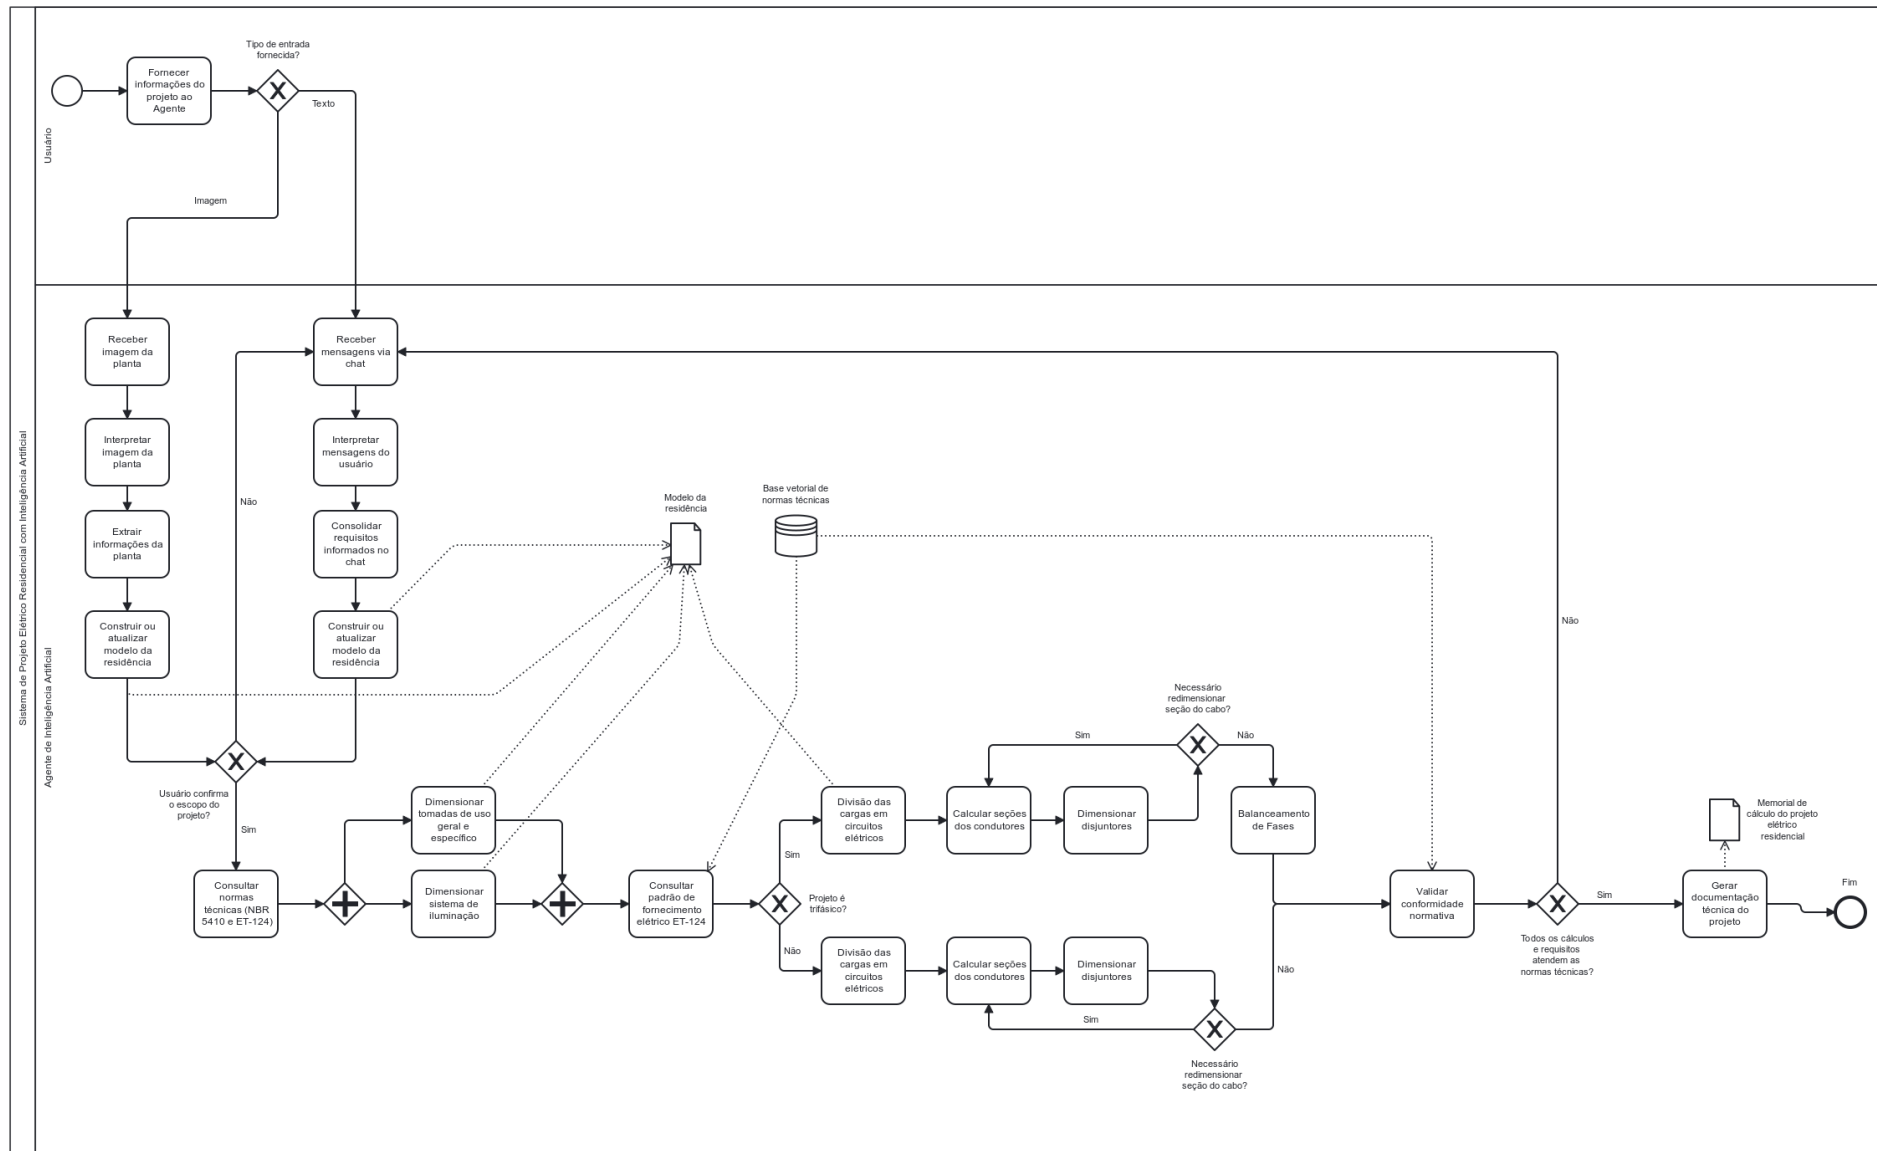 Sistema de Projeto Elétrico Residencial com Inteligência Artificial
Usuário
Tipo de entrada
fornecida?
Fornecer
informações do
projeto ao
Agente
Texto
Imagem
Agente de Inteligência Artificial
Receber
imagem da
planta
Interpretar
imagem da
planta
Extrair
informações da
planta
Construir ou
atualizar
modelo da
residência
Receber
mensagens via
chat
Interpretar
mensagens do
usuário
Consolidar
requisitos
informados no
chat
Construir ou
atualizar
modelo da
residência
Não
Usuário confirma
o escopo do
projeto?
Sim
Consultar
normas
técnicas (NBR
5410 e ET-124)
Modelo da
residência
Base vetorial de
normas técnicas
Dimensionar
tomadas de uso
geral e
específico
Dimensionar
sistema de
iluminação
Consultar
padrão de
fornecimento
elétrico ET-124
Projeto é
trifásico?
Sim
Divisão das
cargas em
circuitos
elétricos
Calcular seções
dos condutores
Dimensionar
disjuntores
Necessário
redimensionar
seção do cabo?
Sim
Não
Balanceamento
de Fases
Não
Divisão das
cargas em
circuitos
elétricos
Calcular seções
dos condutores
Dimensionar
disjuntores
Sim
Não
Necessário
redimensionar
seção do cabo?
Validar
conformidade
normativa
Não
Sim
Todos os cálculos
e requisitos
atendem as
normas técnicas?
Memorial de
cálculo do projeto
elétrico
residencial
Gerar
documentação
técnica do
projeto
Fim